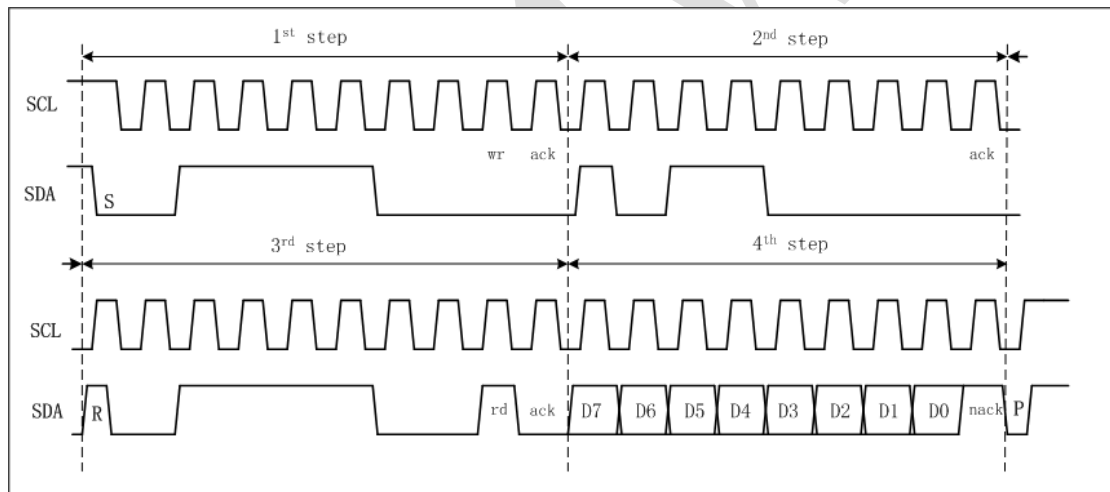 1st step 2nd step
SCL
wr ack ack
SDA S
3rd step 4th step
SCL
SDA R rd ack D7 D6 D5 D4 D3 D2 D1 D0 nack P